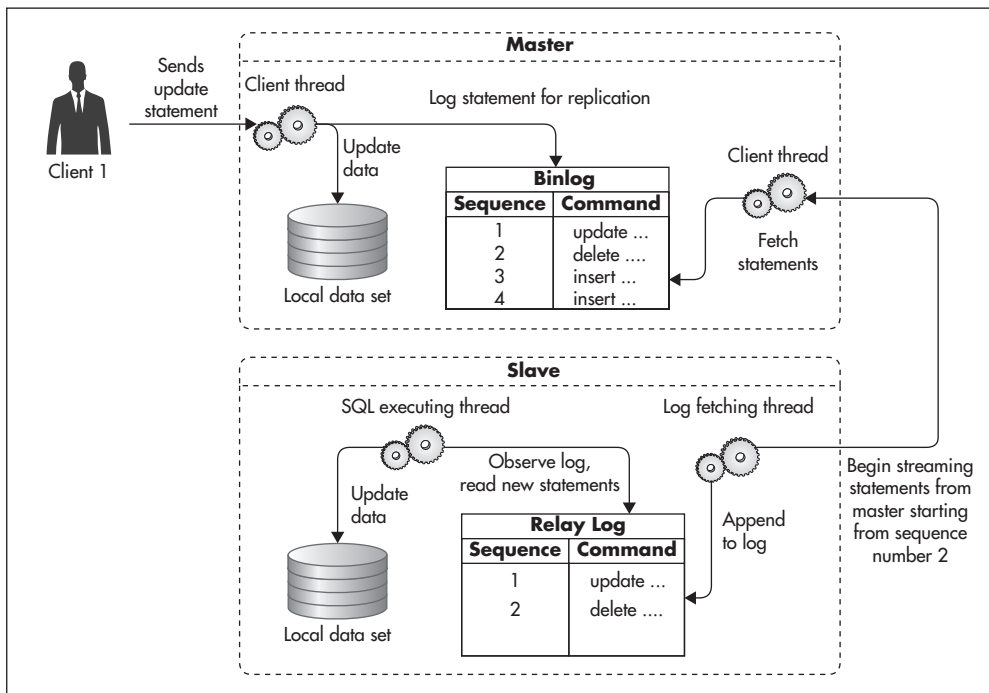 Master
Sends
update
statement
Client 1
Client thread
Log statement for replication
Update
data
Local data set
Binlog
Sequence Command
1 update ...
2 delete ....
3 insert ...
4 insert ...
Client thread
Fetch
statements
Slave
SQL executing thread
Log fetching thread
Observe log,
read new statements
Update
data
Local data set
Relay Log
Sequence Command
1 update ...
2 delete ....
Append
to log
Begin streaming
statements from
master starting
from sequence
number 2